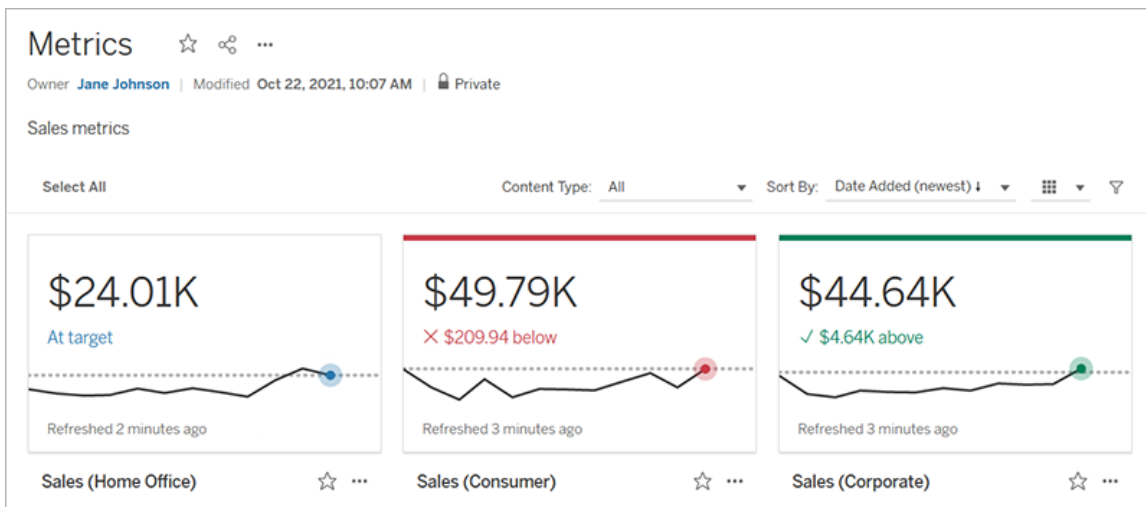 Metrics
Owner Jane Johnson | Modified Oct 22, 2021, 10:07 AM | Private
Sales metrics
Select All Content Type: All Sort By: Date Added (newest)
$24.01K $49.79K $44.64K
At target $209.94 below $4.64K above
Refreshed 2 minutes ago Refreshed 3 minutes ago Refreshed 3 minutes ago
Sales (Home Office) Sales (Consumer) Sales (Corporate)